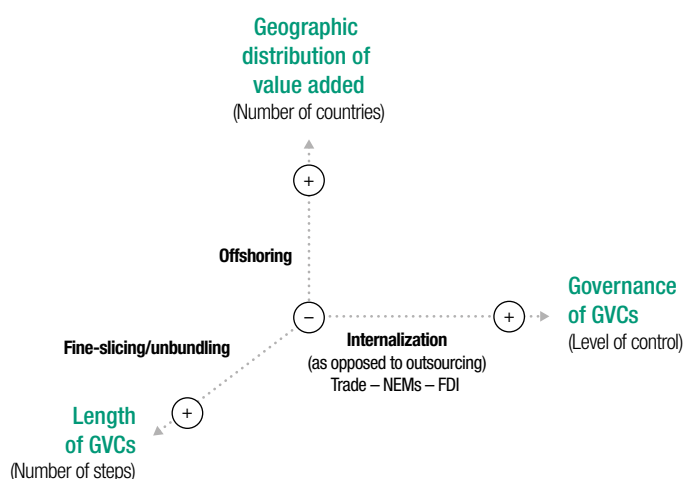 Geographic
distribution of
value added
(Number of countries)
+
Offshoring
−
+
Governance
of GVCs
(Level of control)
Internalization
(as opposed to outsourcing)
Trade – NEMs – FDI
Fine-slicing/unbundling
+
Length
of GVCs
(Number of steps)